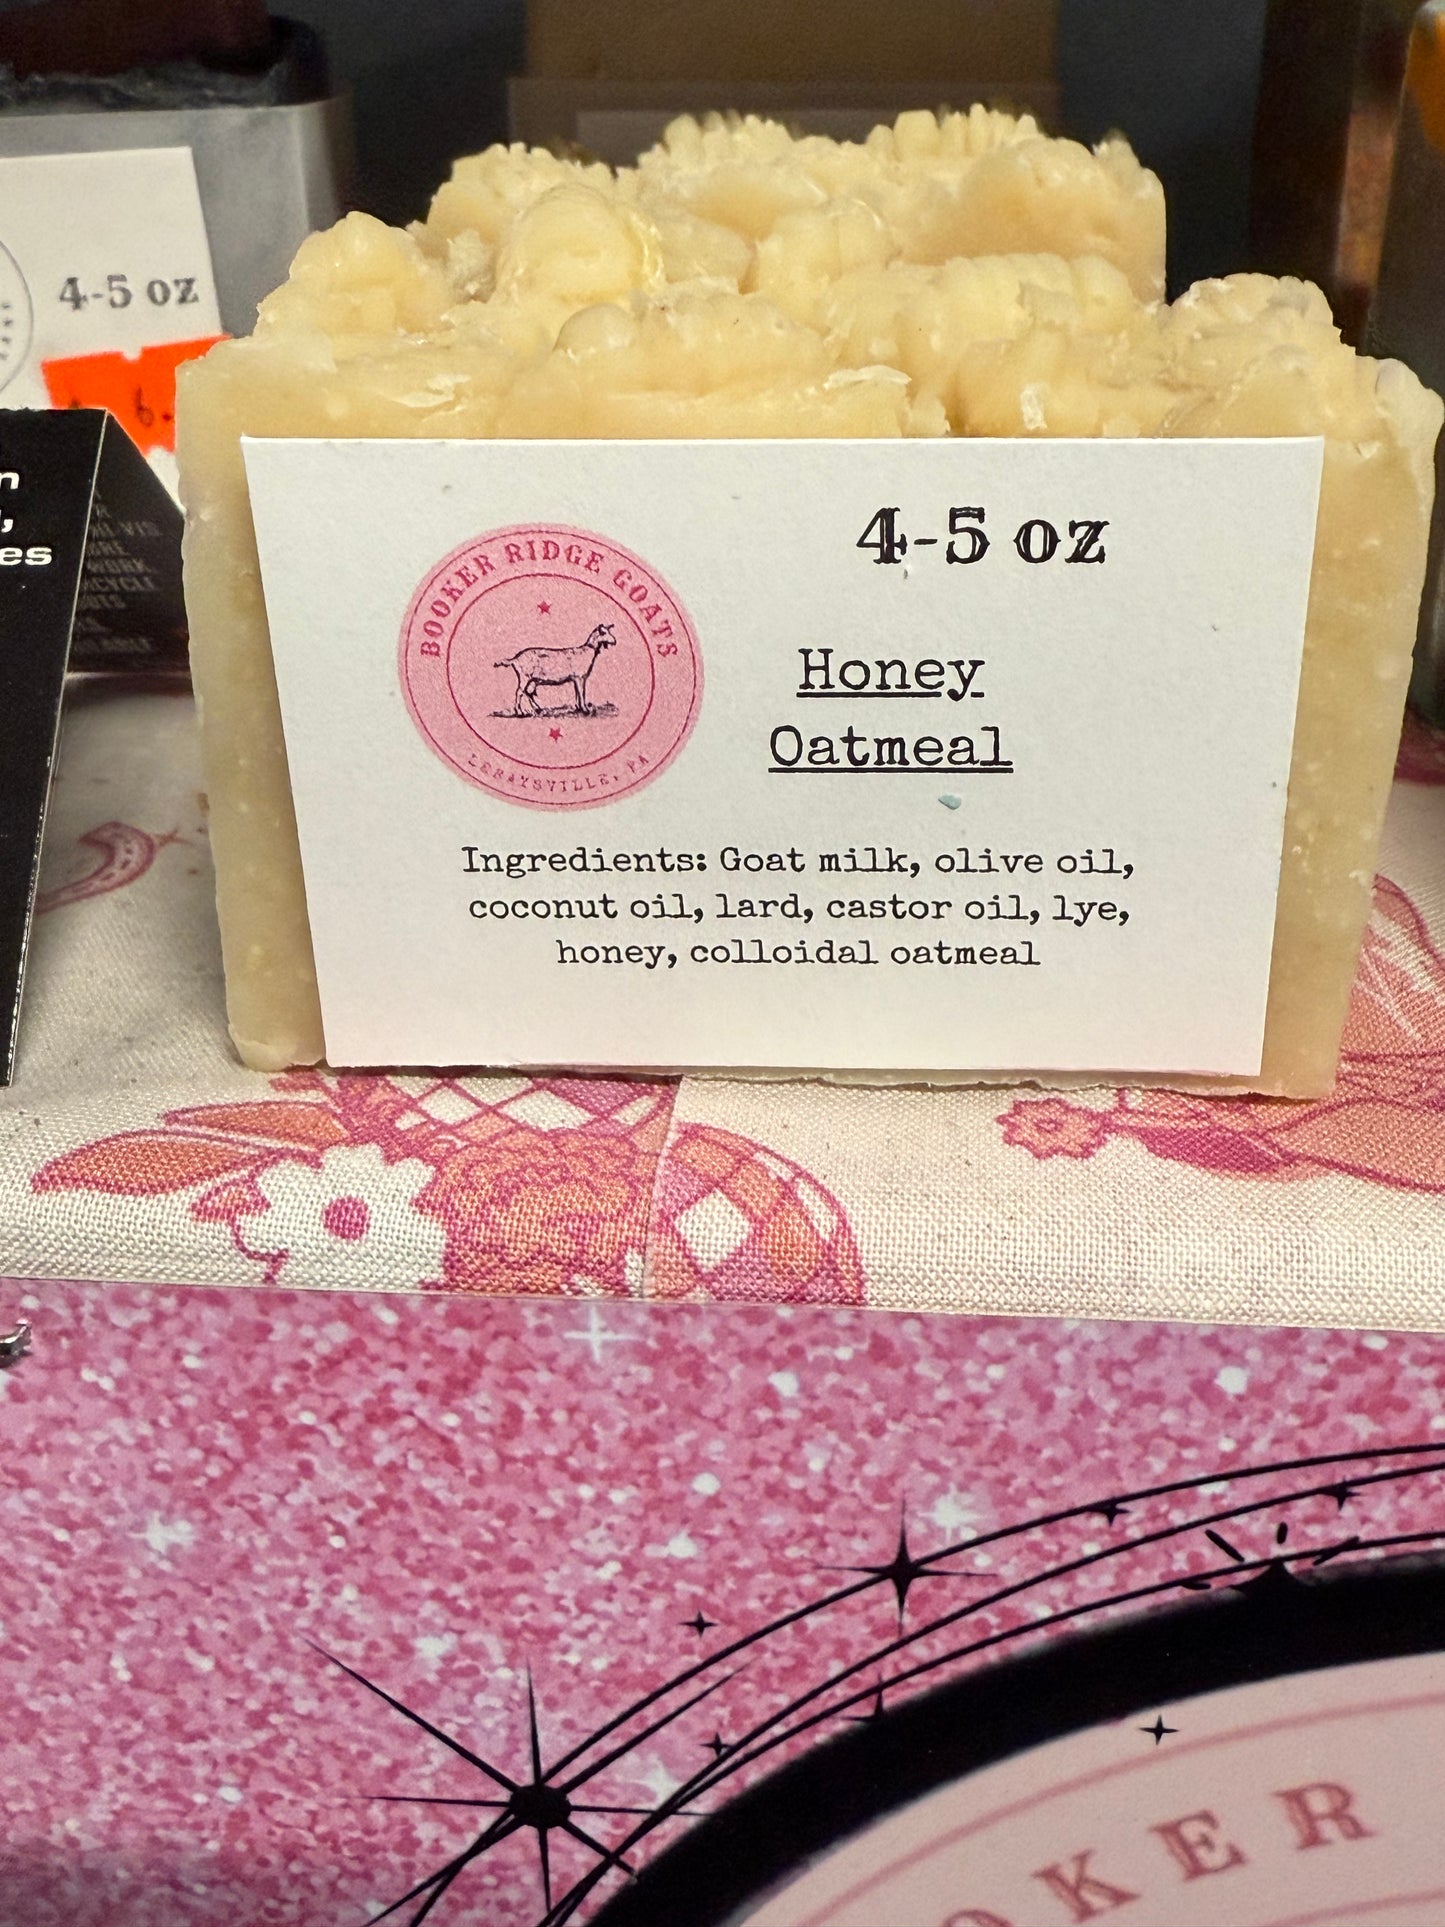 4-5 oz
BOOKER RIDGE GOATS
LERAYSVILLE, PA
4-5 oz
Honey
Oatmeal
Ingredients: Goat milk, olive oil,
coconut oil, lard, castor oil, lye,
honey, colloidal oatmeal
es
OKER